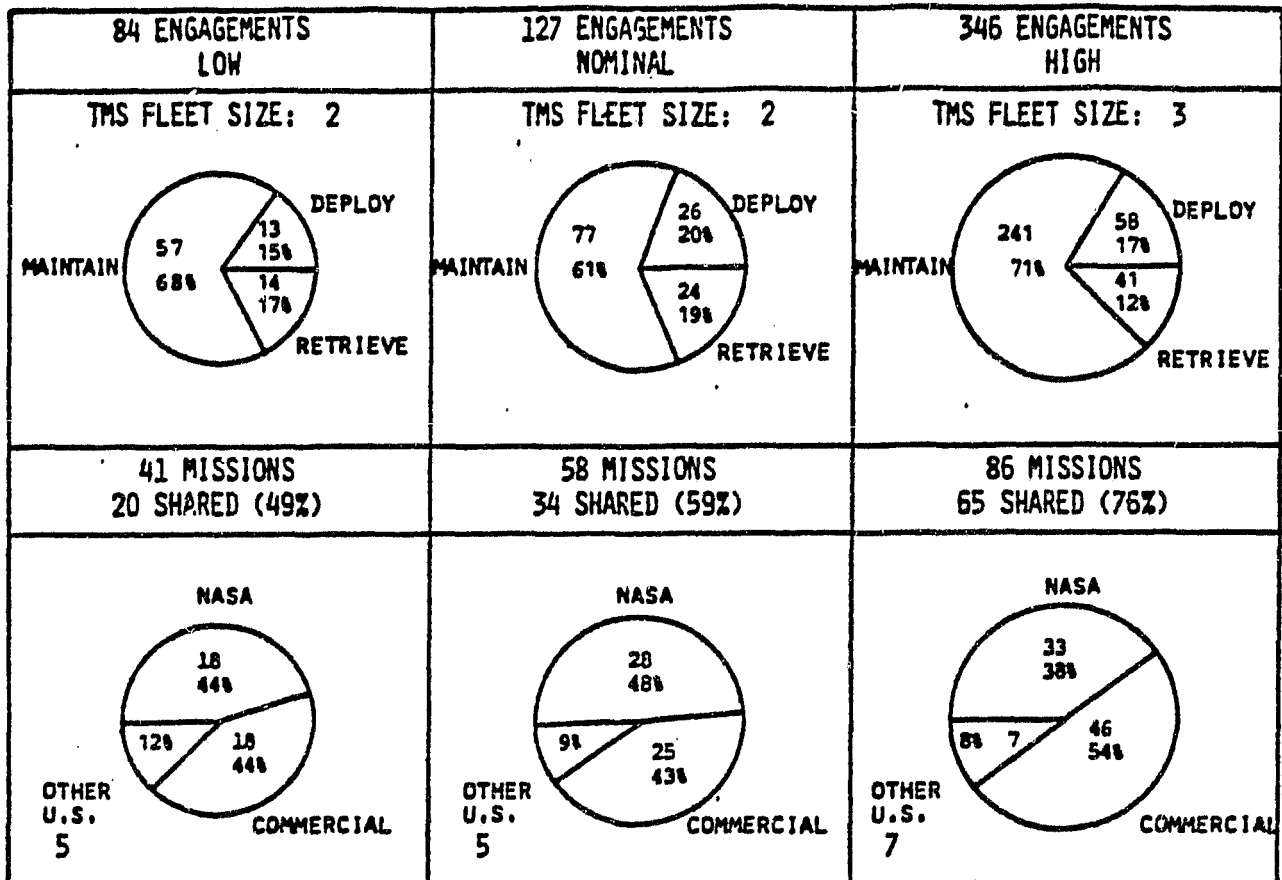 84 ENGAGEMENTS
LOW
127 ENGAGEMENTS
NOMINAL
346 ENGAGEMENTS
HIGH
TMS FLEET SIZE: 2
DEPLOY
13
15%
MAINTAIN
57
68%
14
17%
RETRIEVE
TMS FLEET SIZE: 2
DEPLOY
26
20%
MAINTAIN
77
61%
24
19%
RETRIEVE
TMS FLEET SIZE: 3
DEPLOY
58
17%
MAINTAIN
241
71%
41
12%
RETRIEVE
41 MISSIONS
20 SHARED (49%)
58 MISSIONS
34 SHARED (59%)
86 MISSIONS
65 SHARED (76%)
NASA
18
44%
12%
18
44%
OTHER
U.S.
5
COMMERCIAL
NASA
28
48%
9%
25
43%
OTHER
U.S.
5
COMMERCIAL
NASA
33
38%
8% 7
46
54%
OTHER
U.S.
7
COMMERCIAL